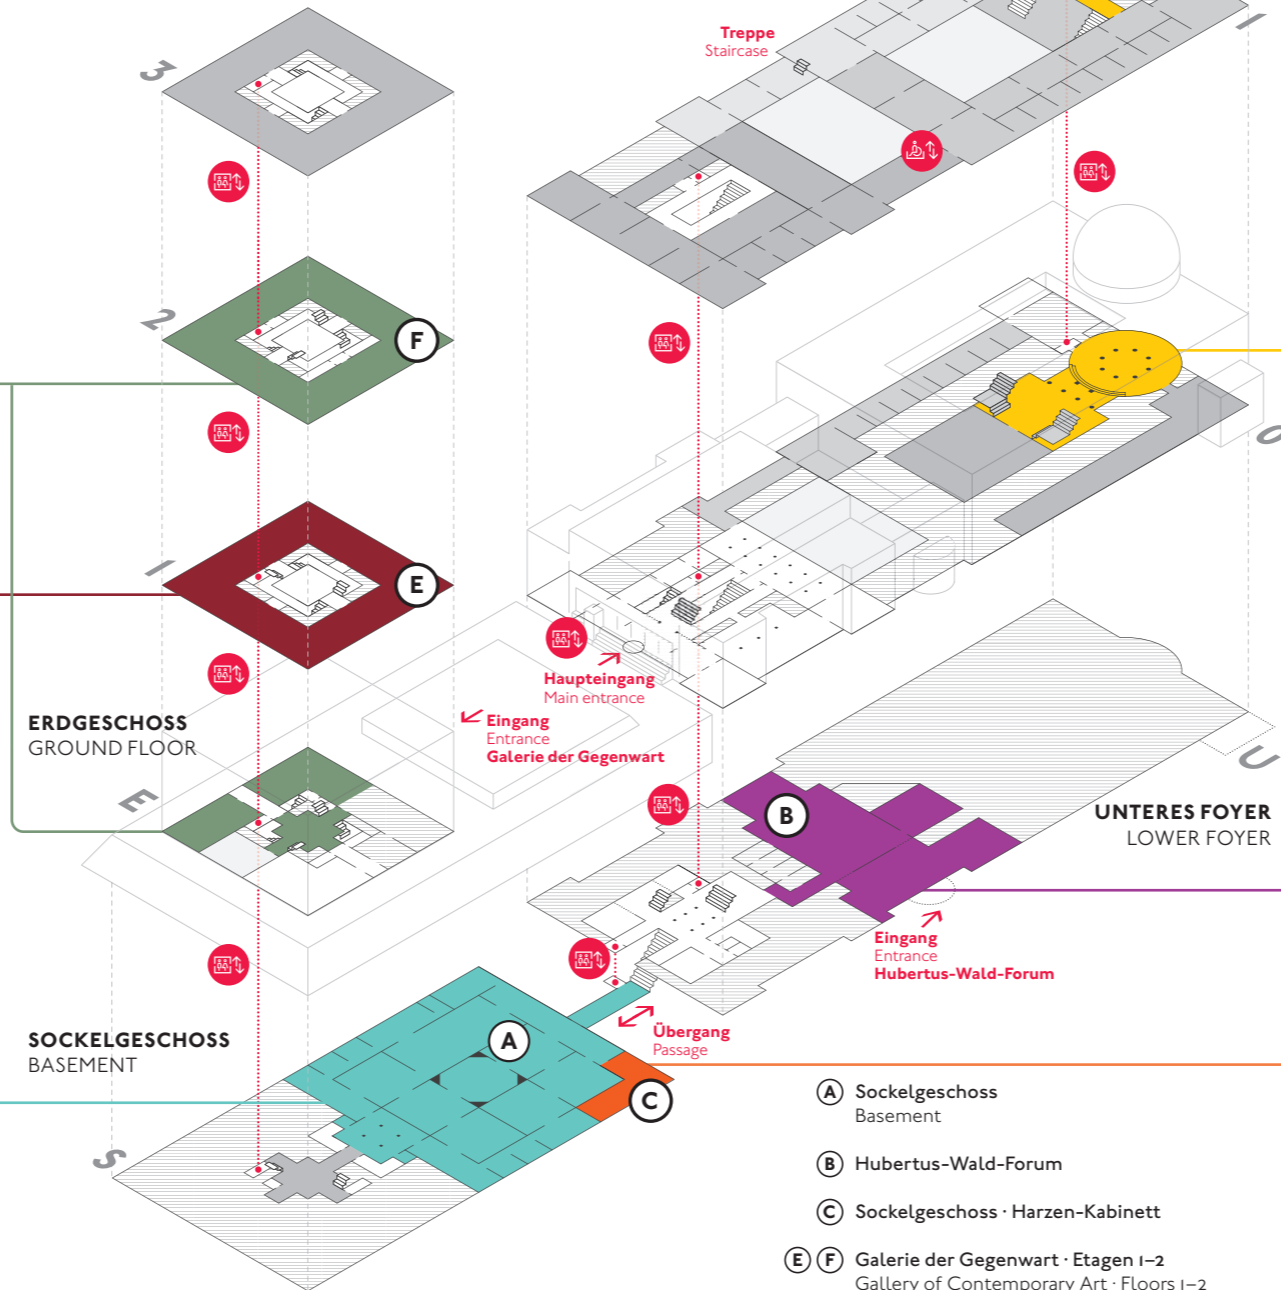 Treppe
Staircase
3
1
2
F
0
1
E
Haupteingang
Main entrance
Eingang
Entrance
Galerie der Gegenwart
ERDGESCHOSS
GROUND FLOOR
E
U
B
UNTERES FOYER
LOWER FOYER
Eingang
Entrance
Hubertus-Wald-Forum
SOCKELGESCHOSS
BASEMENT
A
Übergang
Passage
C
S
A Sockelgeschoss
Basement
B Hubertus-Wald-Forum
C Sockelgeschoss · Harzen-Kabinett
E F Galerie der Gegenwart · Etagen 1–2
Gallery of Contemporary Art · Floors 1–2